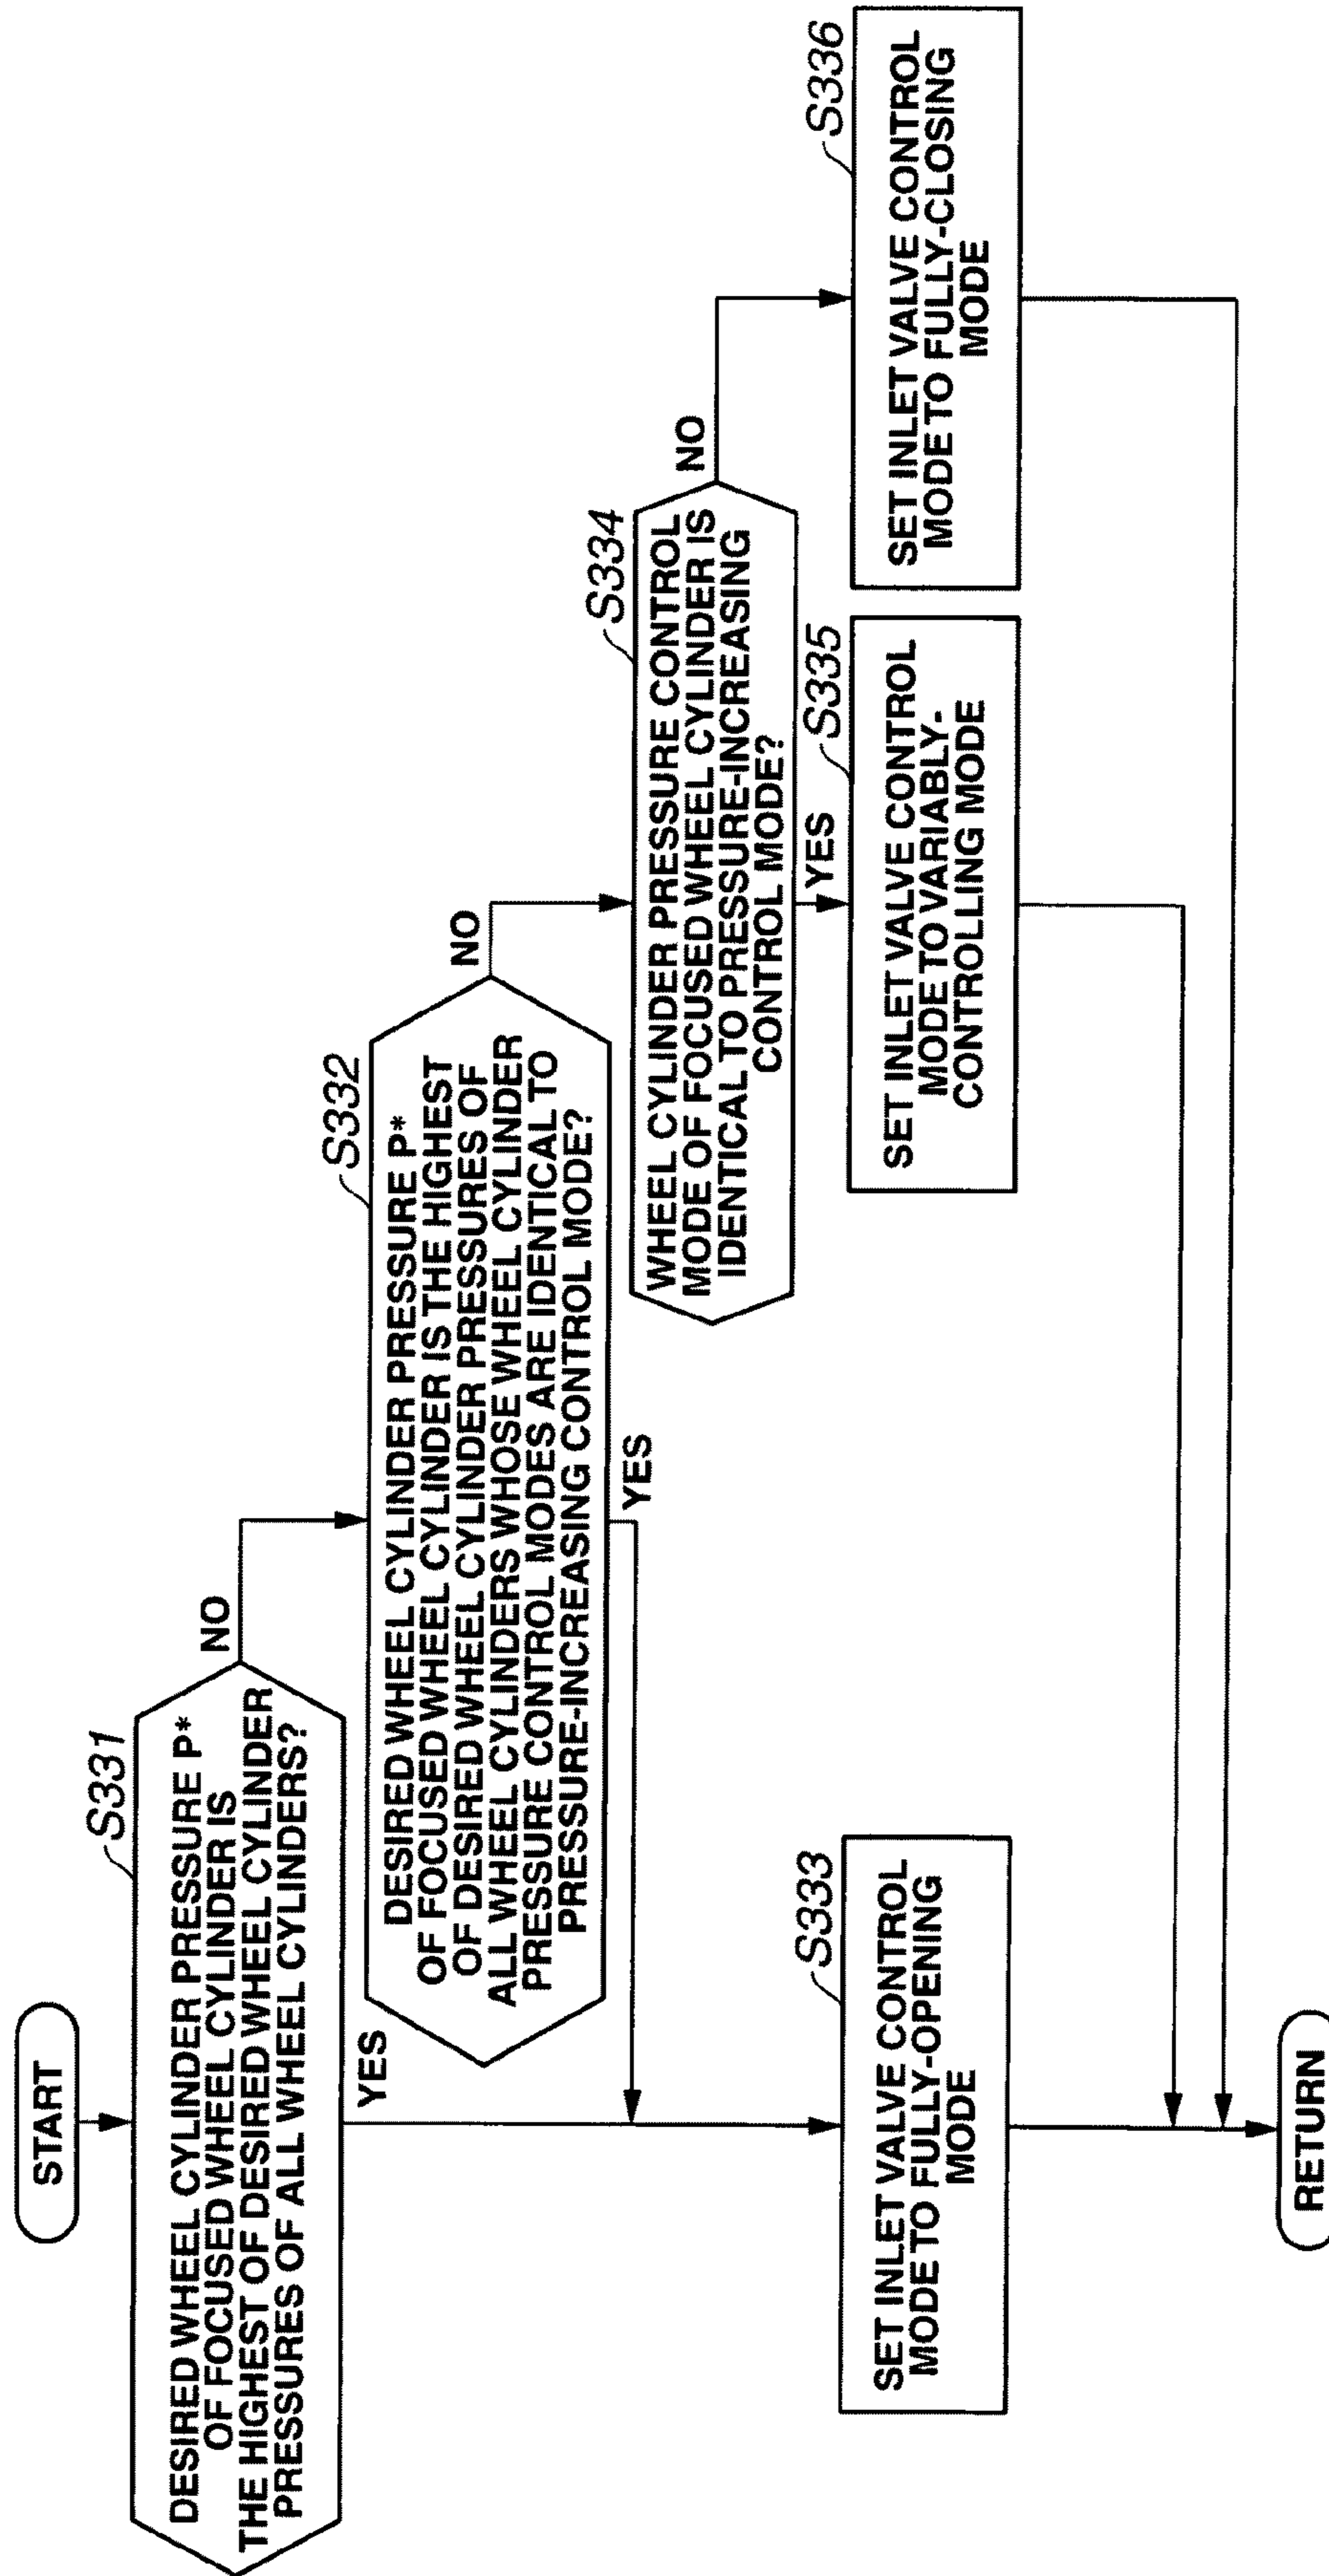 START
S331
DESIRED WHEEL CYLINDER PRESSURE P*
OF FOCUSED WHEEL CYLINDER IS
THE HIGHEST OF DESIRED WHEEL CYLINDER
PRESSURES OF ALL WHEEL CYLINDERS?
NO
YES
S332
DESIRED WHEEL CYLINDER PRESSURE P*
OF FOCUSED WHEEL CYLINDER IS THE HIGHEST
OF DESIRED WHEEL CYLINDER PRESSURES OF
ALL WHEEL CYLINDERS WHOSE WHEEL CYLINDER
PRESSURE CONTROL MODES ARE IDENTICAL TO
PRESSURE-INCREASING CONTROL MODE?
NO
YES
S334
WHEEL CYLINDER PRESSURE CONTROL
MODE OF FOCUSED WHEEL CYLINDER IS
IDENTICAL TO PRESSURE-INCREASING
CONTROL MODE?
NO
YES
S333
SET INLET VALVE CONTROL
MODE TO FULLY-OPENING
MODE
S335
SET INLET VALVE CONTROL
MODE TO VARIABLY-
CONTROLLING MODE
S336
SET INLET VALVE CONTROL
MODE TO FULLY-CLOSING
MODE
RETURN